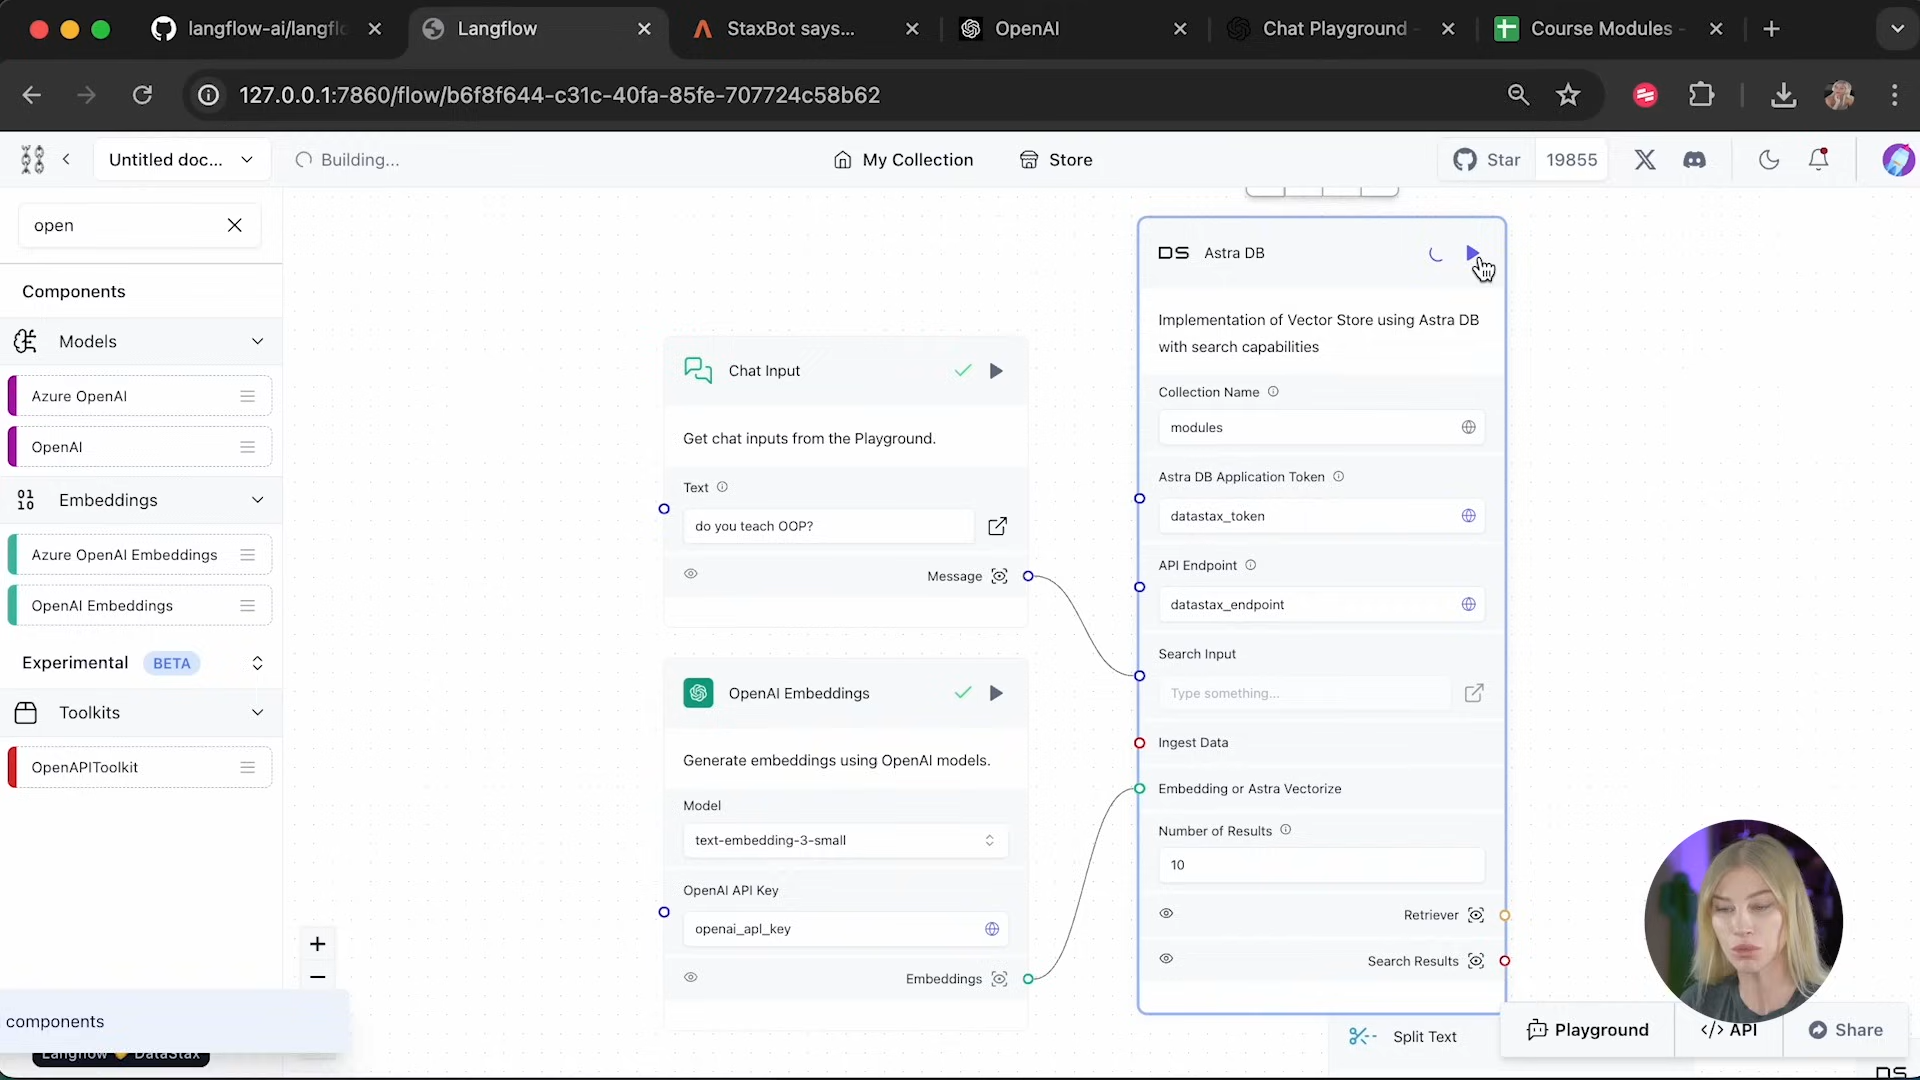 langflow-ai/langfl
Langflow
StaxBot says...
OpenAI
Chat Playground -
Course Modules -
127.0.0.1:7860/flow/b6f8f644-c31c-40fa-85fe-707724c58b62
Untitled doc...
Building...
My Collection
Store
Star
19855
open
Components
Models
Azure OpenAI
OpenAI
Embeddings
Azure OpenAI Embeddings
OpenAI Embeddings
Experimental
BETA
Toolkits
OpenAPIToolkit
components
Langflow 💛 DataStax
Chat Input
Get chat inputs from the Playground.
Text
do you teach OOP?
Message
OpenAI Embeddings
Generate embeddings using OpenAI models.
Model
text-embedding-3-small
OpenAI API Key
openai_apI_key
Embeddings
DS Astra DB
Implementation of Vector Store using Astra DB
with search capabilities
Collection Name
modules
Astra DB Application Token
datastax_token
API Endpoint
datastax_endpoint
Search Input
Type something...
Ingest Data
Embedding or Astra Vectorize
Number of Results
10
Retriever
Search Results
Split Text
Playground
</> API
Share
DS